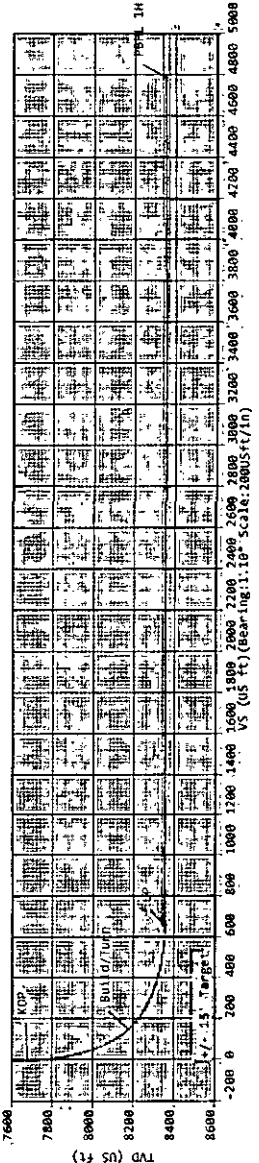 7600
7800
8000
8200
8400
8600
TVD (US ft)
KOP
Build/Turn
+/- 15' Target
PBHL 1H
-200 0 200 400 600 800 1000 1200 1400 1600 1800 2000 2200 2400 2600 2800 3000 3200 3400 3600 3800 4000 4200 4400 4600 4800 5000
VS (US ft)(Bearing:1.10° Scale:200USft/in)